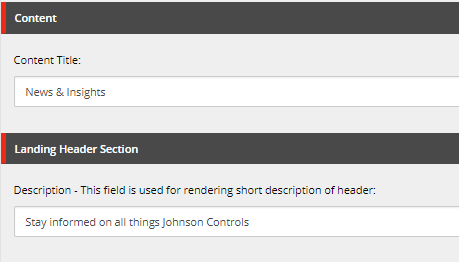 Content
Content Title:
News & Insights
Landing Header Section
Description - This field is used for rendering short description of header:
Stay informed on all things Johnson Controls